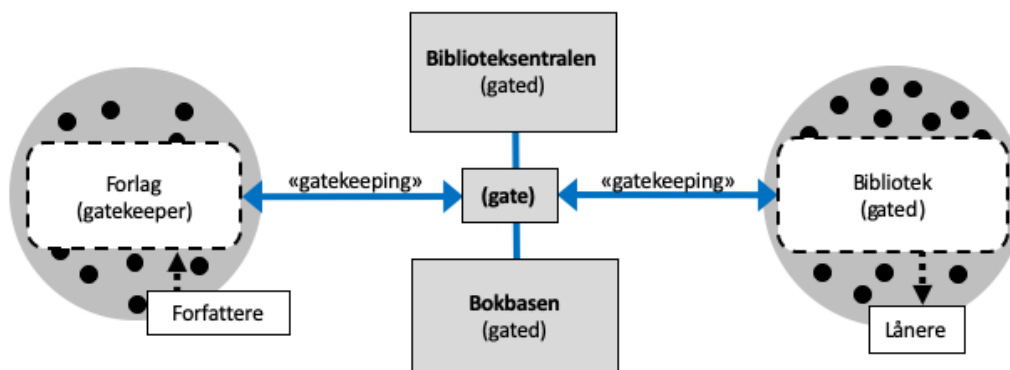 Biblioteksentralen
(gated)
Forlag
(gatekeeper)
«gatekeeping»
(gate)
«gatekeeping»
Bibliotek
(gated)
Forfattere
Bokbasen
(gated)
Lånere